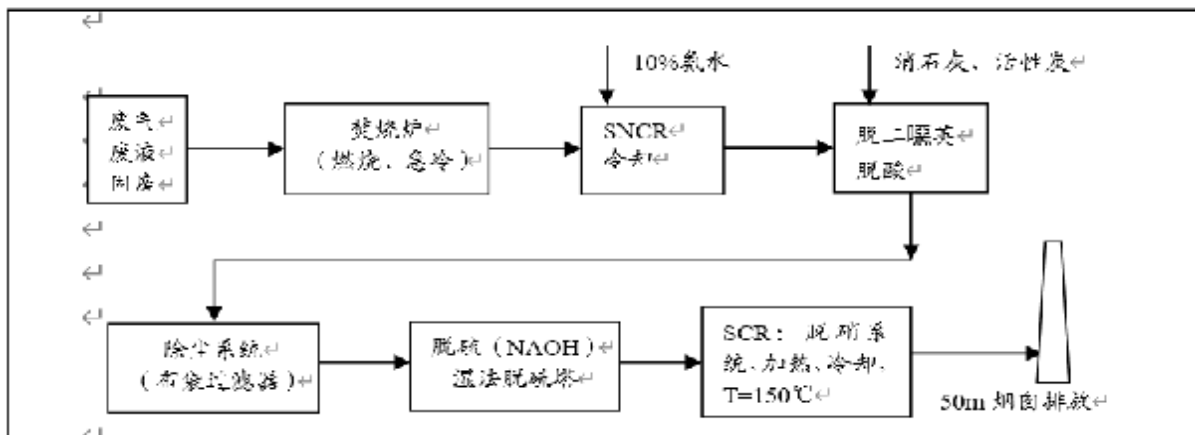 10%氨水
消石灰、活性炭
废气
废液
固废
焚烧炉
（燃烧、急冷）
SNCR
冷却
脱二噁英
脱酸
除尘系统
（布袋过滤器）
脱硫（NAOH）
湿法脱硫塔
SCR：脱硝系
统、加热、冷却、
T=150℃
50m 烟囱排放